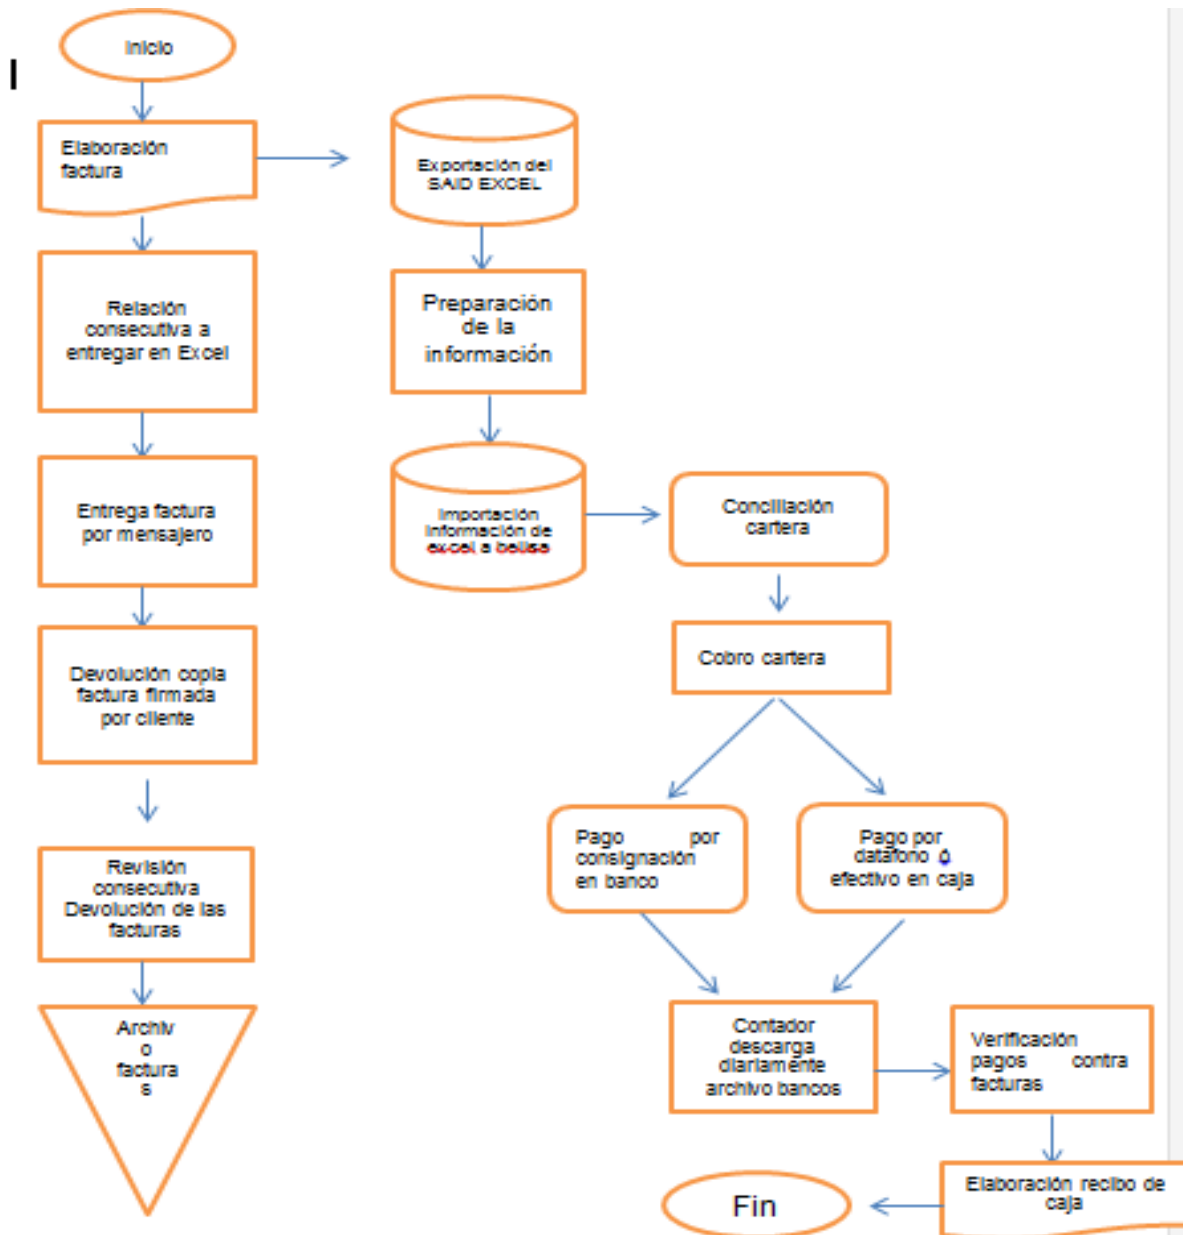 I
Inicio
Elaboración
factura
Relación
consecutiva a
entregar en Excel
Entrega factura
por mensajero
Devolución copia
factura firmada
por cliente
Revisión
consecutiva
Devolución de las
facturas
Archiv
o
factura
s
Exportación del
SAID EXCEL
Preparación
de la
información
Importación
información de
excel a belisa
Conciliación
cartera
Cobro cartera
Pago por
consignación
en banco
Pago por
datáfono ó
efectivo en caja
Contador
descarga
diariamente
archivo bancos
Verificación
pagos contra
facturas
Elaboración recibo de
caja
Fin